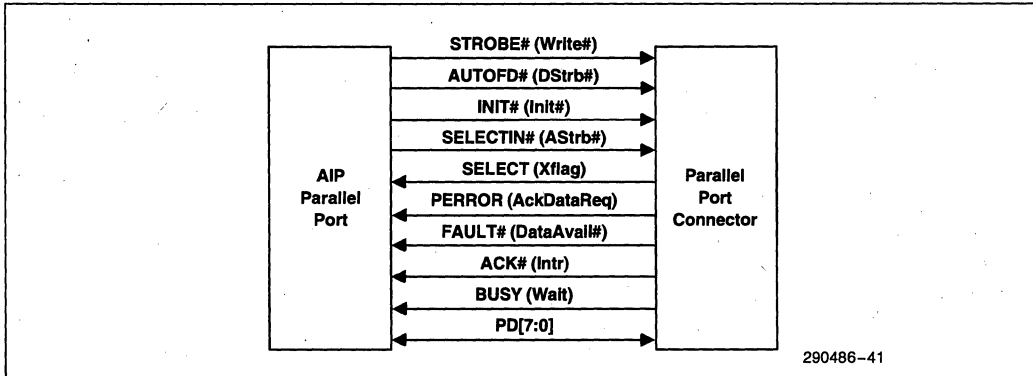 STROBE# (Write#)
AUTOFD# (DStrb#)
INIT# (Init#)
SELECTIN# (AStrb#)
SELECT (Xflag)
PERROR (AckDataReq)
FAULT# (DataAvail#)
ACK# (Intr)
BUSY (Wait)
PD[7:0]
AIP
Parallel
Port
Parallel
Port
Connector
290486-41